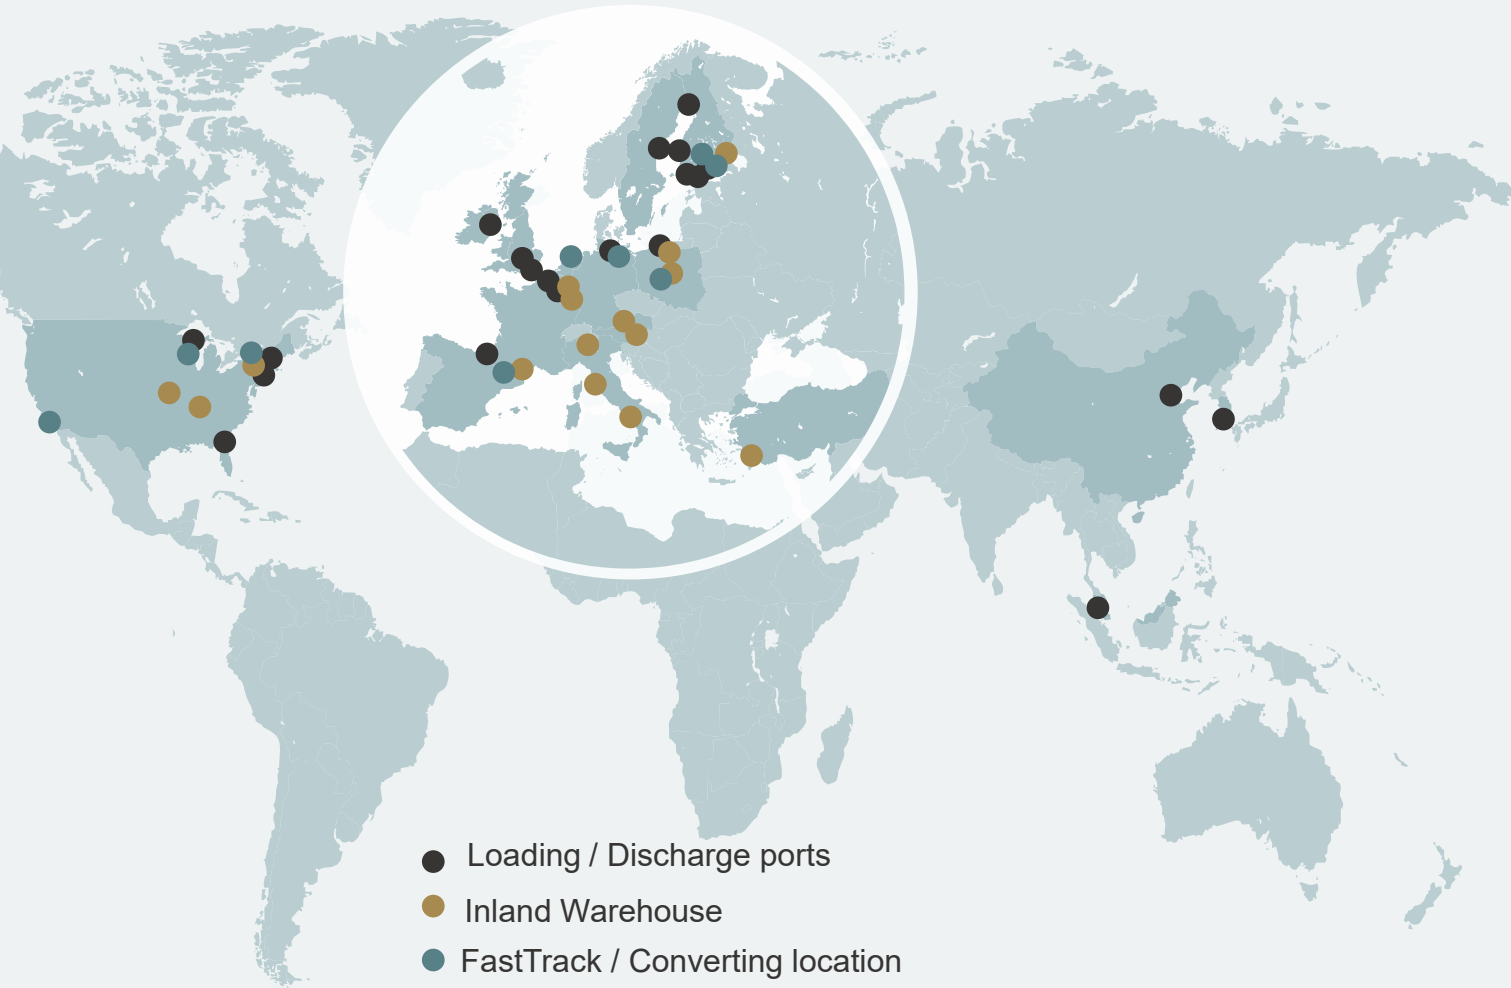 Loading / Discharge ports
Inland Warehouse
FastTrack / Converting location